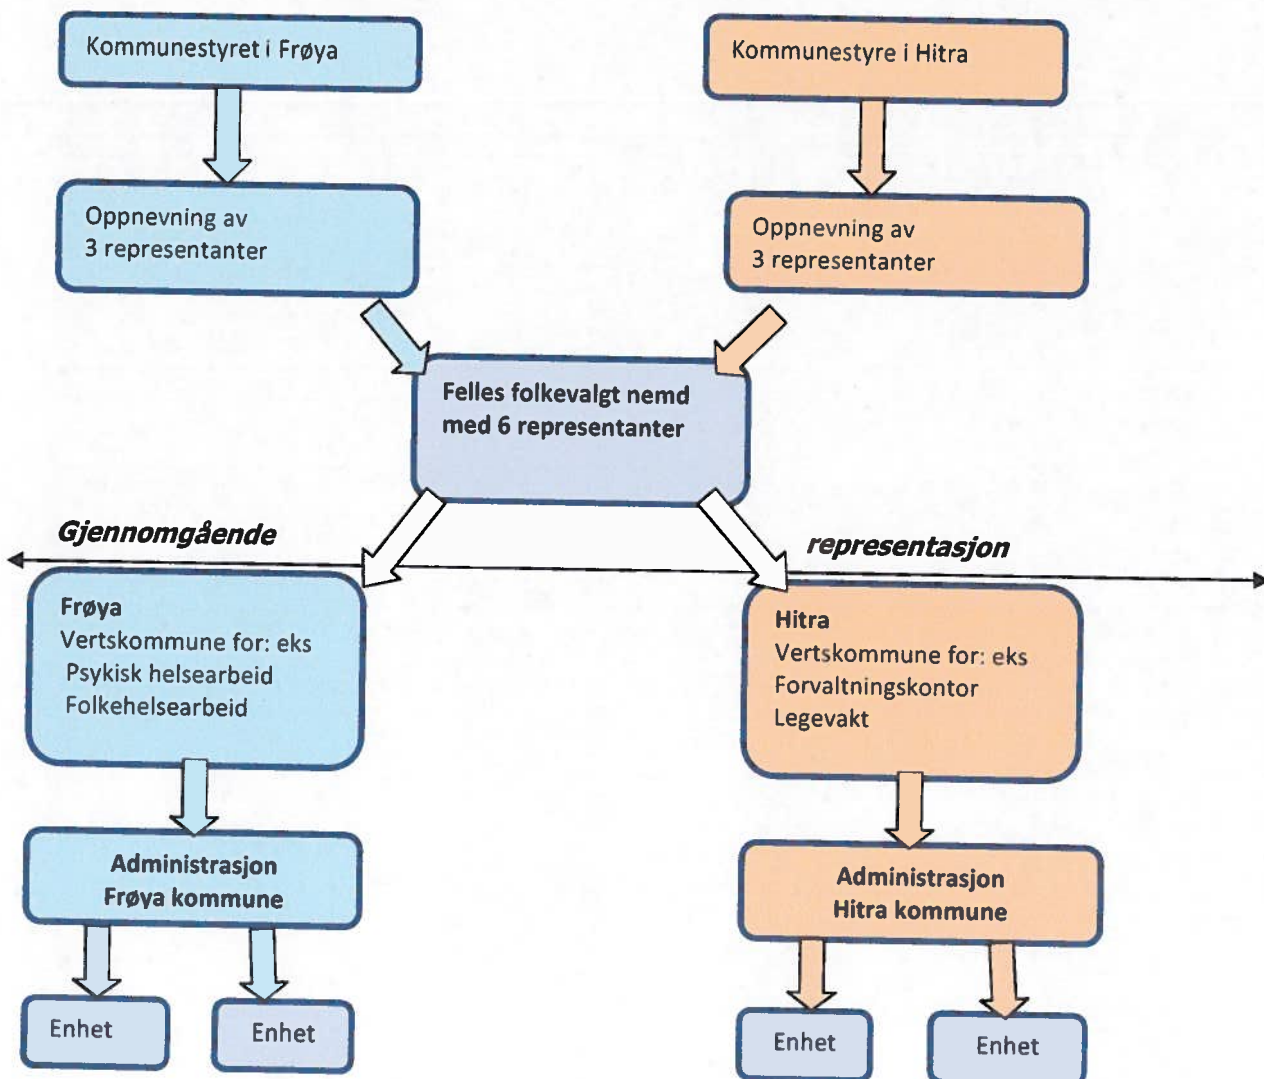 Kommunestyret i Frøya
Kommunestyre i Hitra
Oppnevning av
3 representanter
Oppnevning av
3 representanter
Felles folkevalgt nemd
med 6 representanter
Gjennomgående
representasjon
Frøya
Vertskommune for: eks
Psykisk helsearbeid
Folkehelsearbeid
Hitra
Vertskommune for: eks
Forvaltningskontor
Legevakt
Administrasjon
Frøya kommune
Administrasjon
Hitra kommune
Enhet
Enhet
Enhet
Enhet